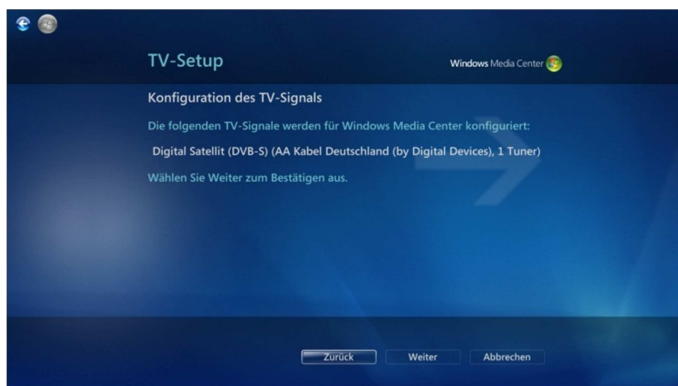 TV-Setup
Windows Media Center
Konfiguration des TV-Signals
Die folgenden TV-Signale werden für Windows Media Center konfiguriert:
Digital Satellit (DVB-S) (AA Kabel Deutschland (by Digital Devices), 1 Tuner)
Wählen Sie Weiter zum Bestätigen aus.
Zurück Weiter Abbrechen